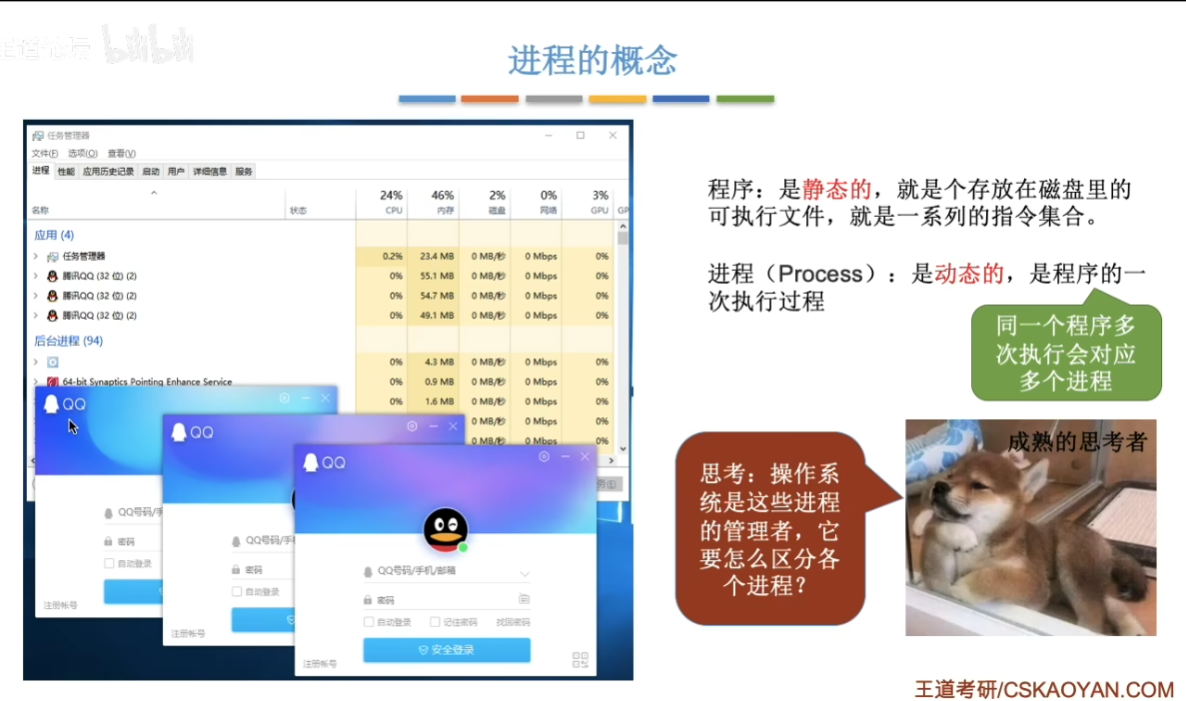 王道论坛 bilibili
进程的概念
任务管理器
文件(F) 选项(O) 查看(V)
进程 性能 应用历史记录 启动 用户 详细信息 服务
24% 46% 2% 0% 3%
名称 状态 CPU 内存 磁盘 网络 GPU GP
应用 (4)
任务管理器 0.2% 23.4 MB 0 MB/秒 0 Mbps 0%
腾讯QQ (32 位) (2) 0% 55.1 MB 0 MB/秒 0 Mbps 0%
腾讯QQ (32 位) (2) 0% 54.7 MB 0 MB/秒 0 Mbps 0%
腾讯QQ (32 位) (2) 0% 49.1 MB 0 MB/秒 0 Mbps 0%
后台进程 (94)
0% 4.3 MB 0 MB/秒 0 Mbps 0%
64-bit Synaptics Pointing Enhance Service 0% 0.9 MB 0 MB/秒 0 Mbps 0%
0% 1.6 MB 0 MB/秒 0 Mbps 0%
0 MB/秒 0 Mbps 0%
0 MB/秒 0 Mbps 0%
QQ
QQ号码/手
密码
自动登录
注册帐号
QQ
QQ号码/手机
密码
自动登录
注册帐号
QQ
QQ号码/手机/邮箱
密码
自动登录 记住密码 找回密码
安全登录
注册帐号
程序：是静态的，就是个存放在磁盘里的
可执行文件，就是一系列的指令集合。
进程（Process）：是动态的，是程序的一
次执行过程
同一个程序多
次执行会对应
多个进程
思考：操作系
统是这些进程
的管理者，它
要怎么区分各
个进程？
成熟的思考者
王道考研/CSKAOYAN.COM